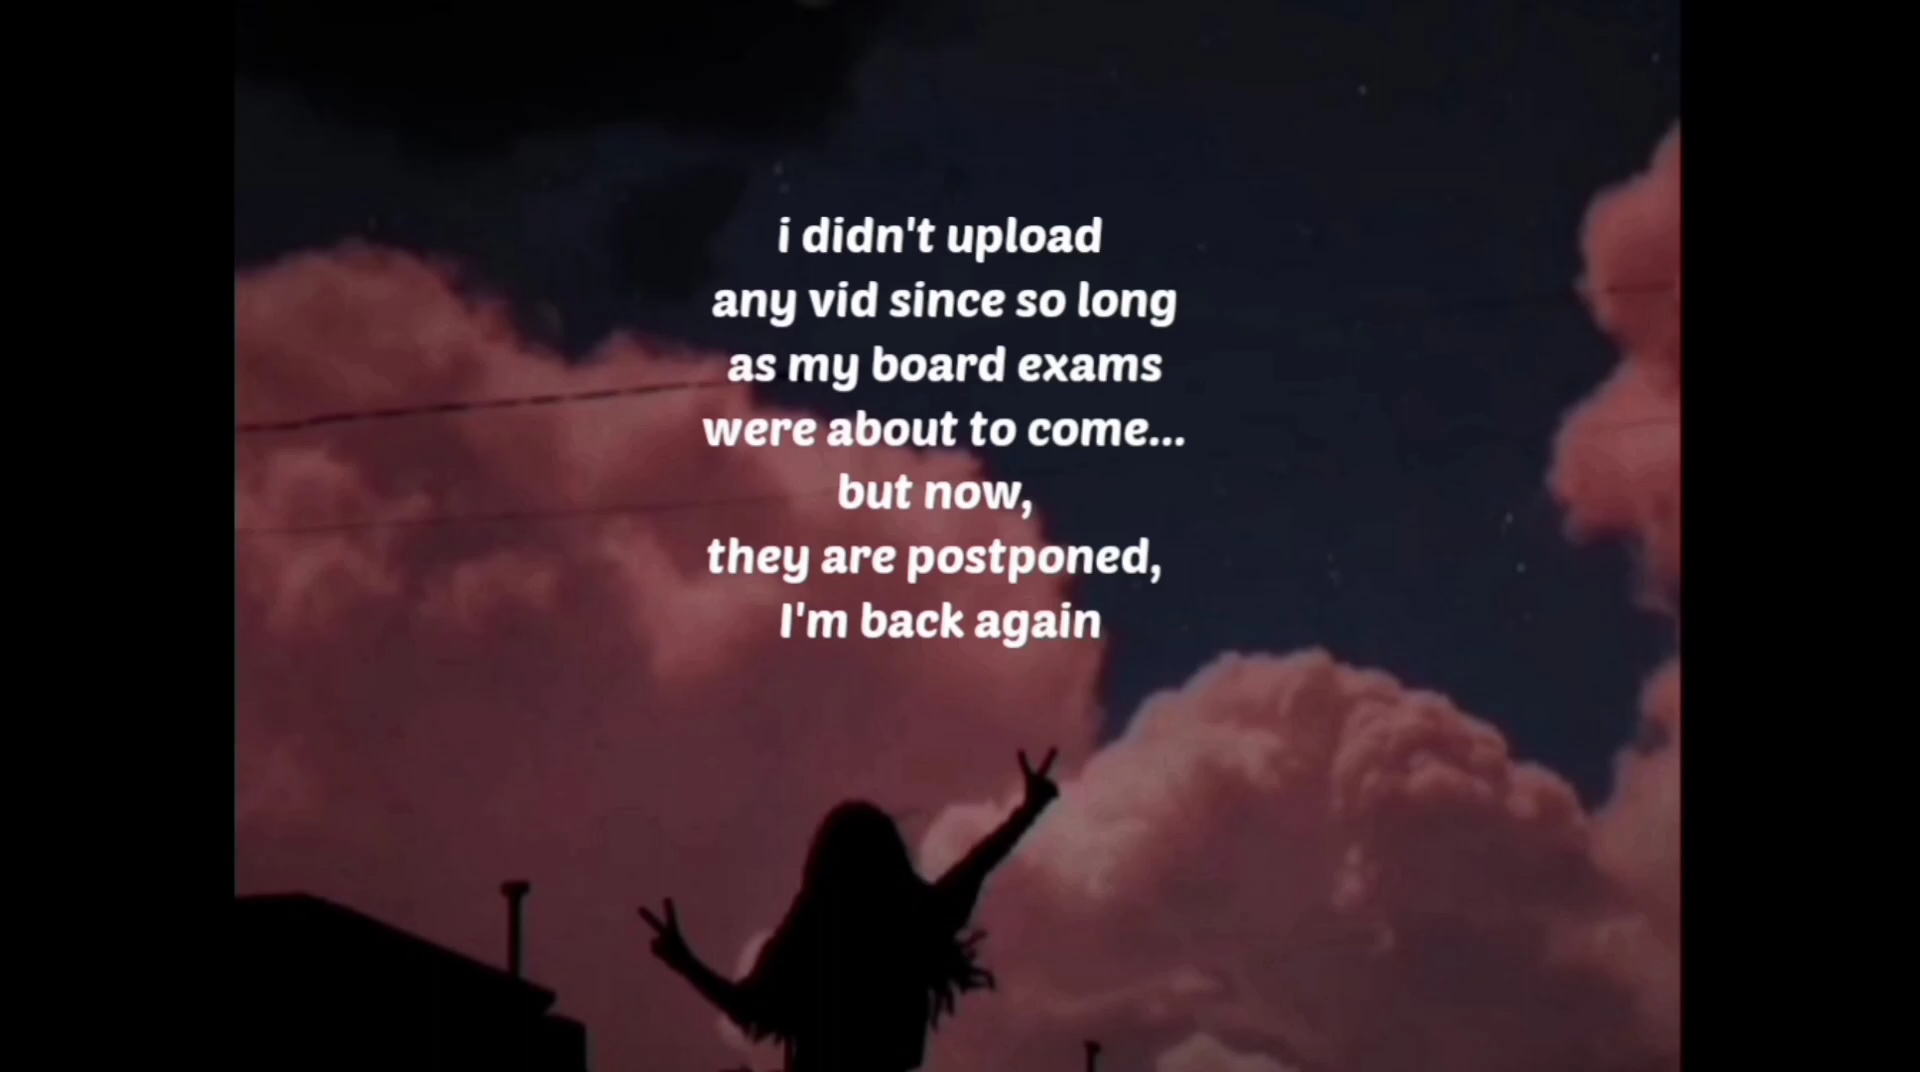 i didn't upload
any vid since so long
as my board exams
were about to come...
but now,
they are postponed,
I'm back again